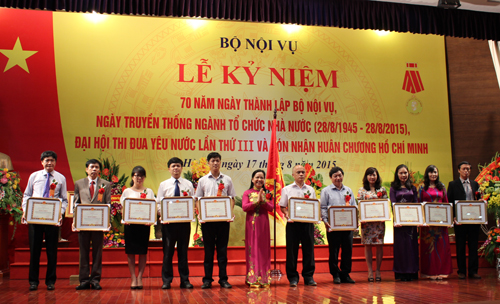 BỘ NỘI VỤ
LỄ KỶ NIỆM
70 NĂM NGÀY THÀNH LẬP BỘ NỘI VỤ,
NGÀY TRUYỀN THỐNG NGÀNH TỔ CHỨC NHÀ NƯỚC (28/8/1945 - 28/8/2015),
ĐẠI HỘI THI ĐUA YÊU NƯỚC LẦN THỨ III VÀ ĐÓN NHẬN HUÂN CHƯƠNG HỒ CHÍ MINH
ngày 17 tháng 8 năm 2015